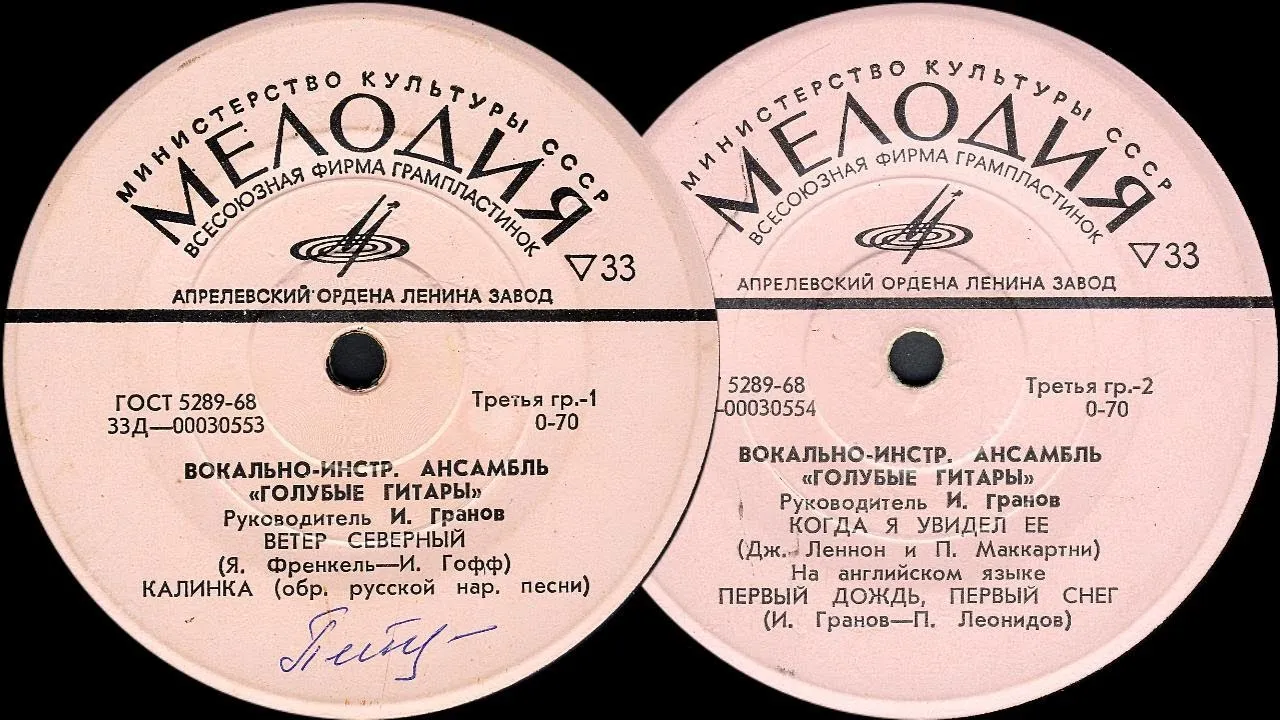 МИНИСТЕРСТВО КУЛЬТУРЫ СССР
МЕЛОДИЯ
ВСЕСОЮЗНАЯ ФИРМА ГРАМПЛАСТИНОК
▽33
АПРЕЛЕВСКИЙ ОРДЕНА ЛЕНИНА ЗАВОД
ГОСТ 5289-68
Третья гр.-1
33Д—00030553
0-70
ВОКАЛЬНО-ИНСТР. АНСАМБЛЬ
«ГОЛУБЫЕ ГИТАРЫ»
Руководитель И. Гранов
ВЕТЕР СЕВЕРНЫЙ
(Я. Френкель—И. Гофф)
КАЛИНКА (обр. русской нар. песни)
МИНИСТЕРСТВО КУЛЬТУРЫ СССР
МЕЛОДИЯ
ВСЕСОЮЗНАЯ ФИРМА ГРАМПЛАСТИНОК
▽33
АПРЕЛЕВСКИЙ ОРДЕНА ЛЕНИНА ЗАВОД
5289-68
Третья гр.-2
-00030554
0-70
ВОКАЛЬНО-ИНСТР. АНСАМБЛЬ
«ГОЛУБЫЕ ГИТАРЫ»
Руководитель И. Гранов
КОГДА Я УВИДЕЛ ЕЕ
(Дж. Леннон и П. Маккартни)
На английском языке
ПЕРВЫЙ ДОЖДЬ, ПЕРВЫЙ СНЕГ
(И. Гранов—П. Леонидов)